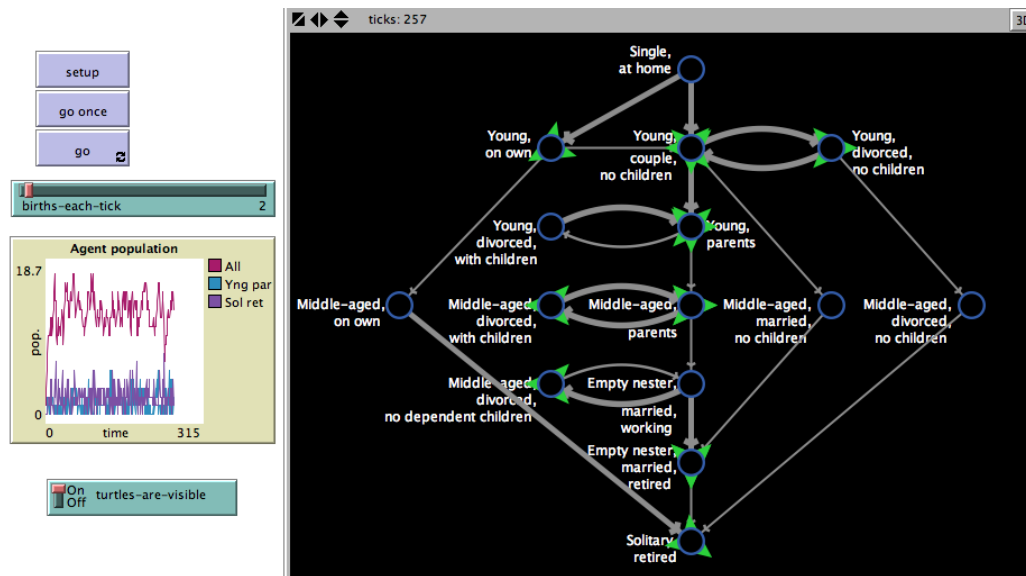 ticks: 257
3D
setup
go once
go
births-each-tick
2
Agent population
18.7
pop.
0
0
time
315
All
Yng par
Sol ret
On
Off
turtles-are-visible
Single,
at home
Young,
on own
Young,
couple,
no children
Young,
divorced,
no children
Young,
divorced,
with children
Young,
parents
Middle-aged,
on own
Middle-aged,
divorced,
with children
Middle-aged,
parents
Middle-aged,
married,
no children
Middle-aged,
divorced,
no children
Middle-aged,
divorced,
no dependent children
Empty nester,
married,
working
Empty nester,
married,
retired
Solitary,
retired